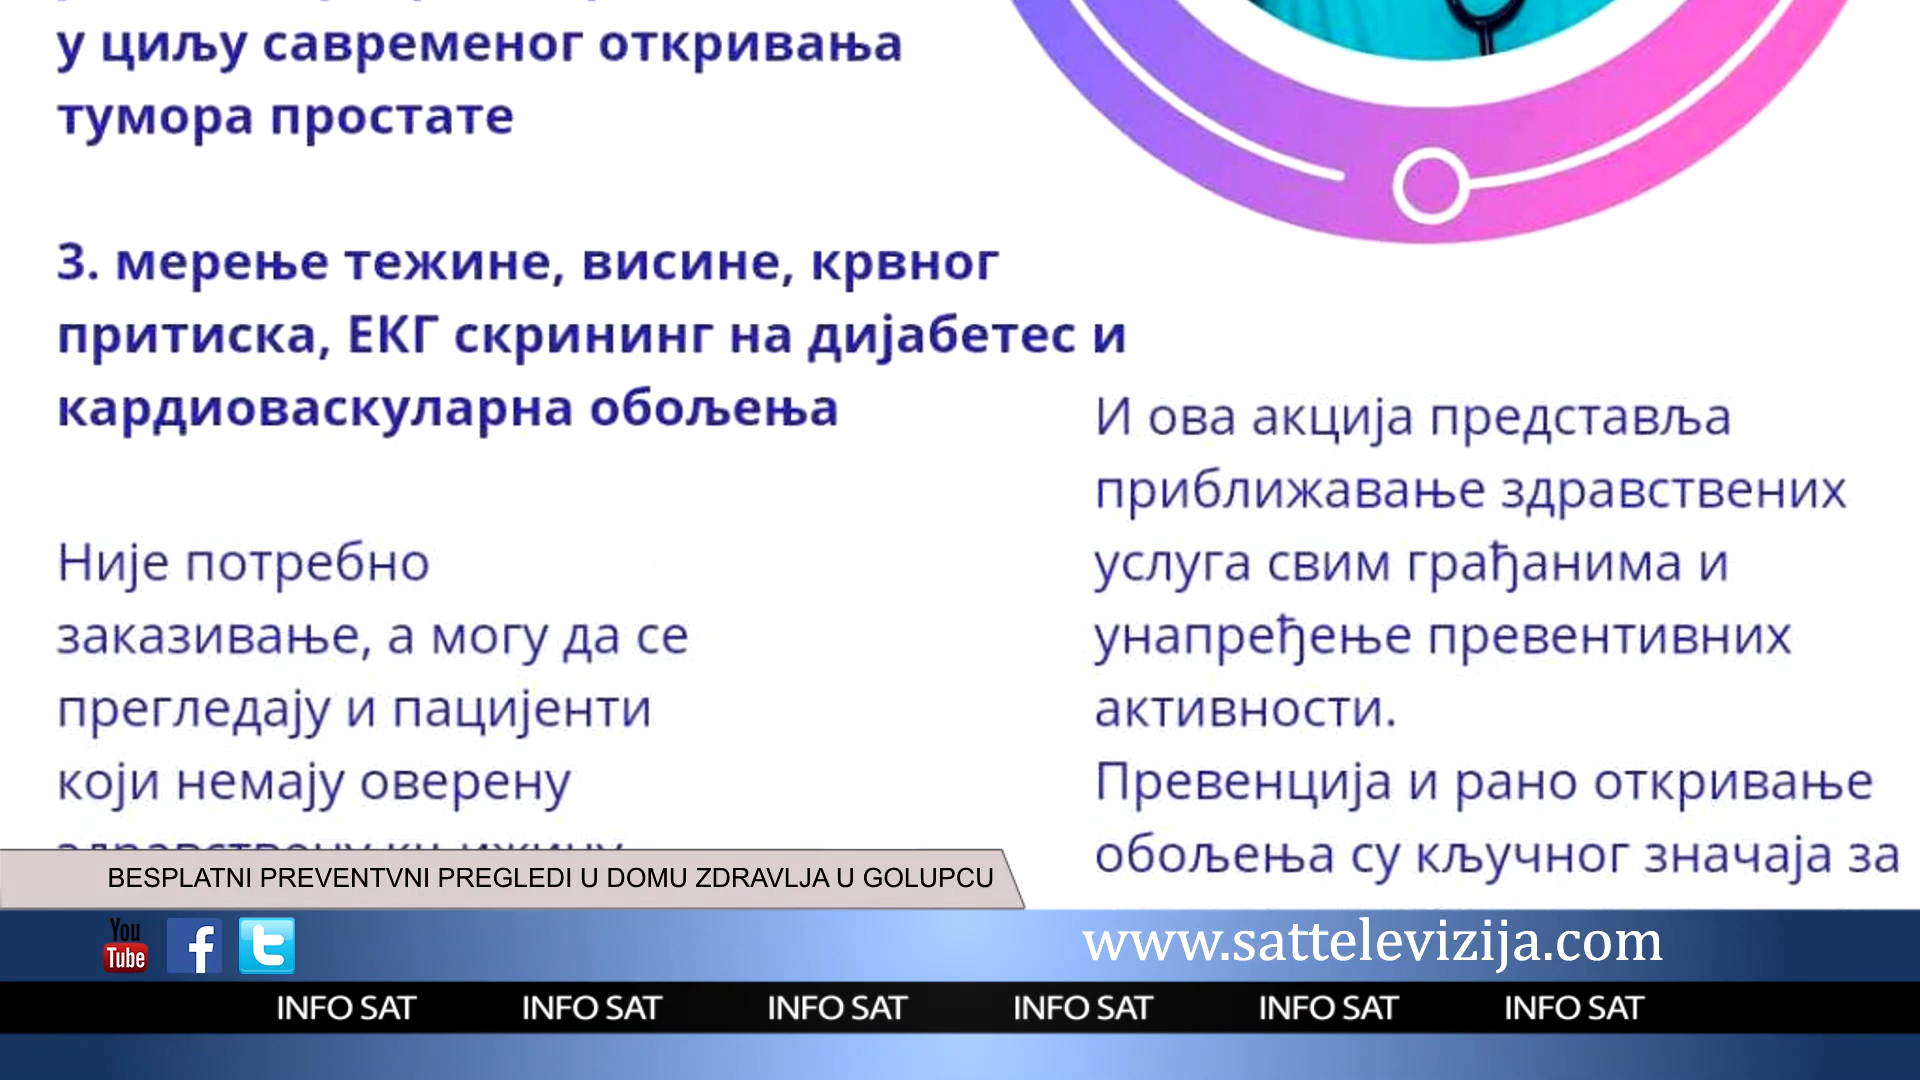 у циљу савременог откривања
тумора простате
3. мерење тежине, висине, крвног
притиска, ЕКГ скрининг на дијабетес и
кардиоваскуларна обољења
Није потребно
заказивање, а могу да се
прегледају и пацијенти
који немају оверену
здравствену књижицу
И ова акција представља
приближавање здравствених
услуга свим грађанима и
унапређење превентивних
активности.
Превенција и рано откривање
обољења су кључног значаја за
BESPLATNI PREVENTVNI PREGLEDI U DOMU ZDRAVLJA U GOLUPCU
You
Tube
f
t
www.sattelevizija.com
INFO SAT INFO SAT INFO SAT INFO SAT INFO SAT INFO SAT